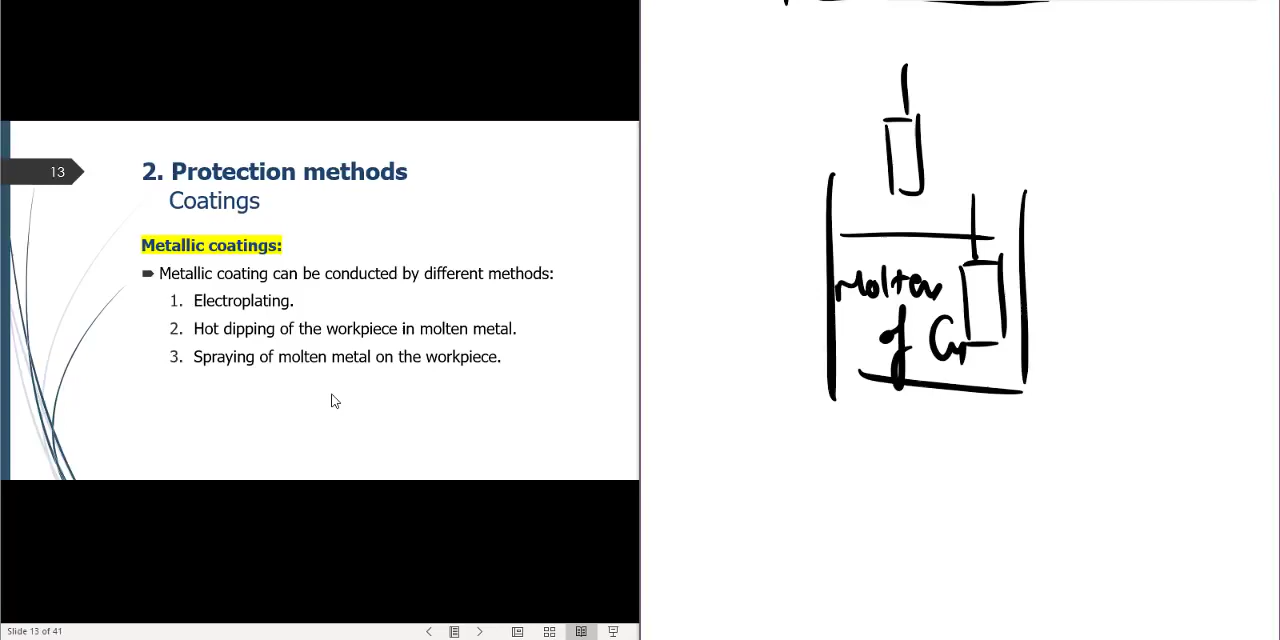 13
2. Protection methods
Coatings
Metallic coatings:
Metallic coating can be conducted by different methods:
1. Electroplating.
2. Hot dipping of the workpiece in molten metal.
3. Spraying of molten metal on the workpiece.
Slide 13 of 41
Molten
of